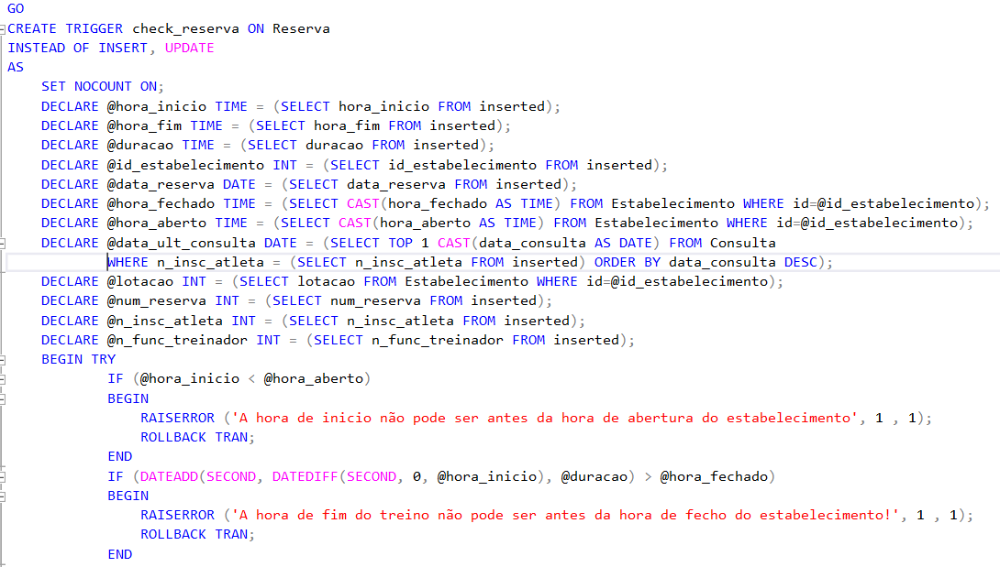 GO
CREATE TRIGGER check_reserva ON Reserva
INSTEAD OF INSERT, UPDATE
AS
SET NOCOUNT ON;
DECLARE @hora_inicio TIME = (SELECT hora_inicio FROM inserted);
DECLARE @hora_fim TIME = (SELECT hora_fim FROM inserted);
DECLARE @duracao TIME = (SELECT duracao FROM inserted);
DECLARE @id_estabelecimento INT = (SELECT id_estabelecimento FROM inserted);
DECLARE @data_reserva DATE = (SELECT data_reserva FROM inserted);
DECLARE @hora_fechado TIME = (SELECT CAST(hora_fechado AS TIME) FROM Estabelecimento WHERE id=@id_estabelecimento);
DECLARE @hora_aberto TIME = (SELECT CAST(hora_aberto AS TIME) FROM Estabelecimento WHERE id=@id_estabelecimento);
DECLARE @data_ult_consulta DATE = (SELECT TOP 1 CAST(data_consulta AS DATE) FROM Consulta
WHERE n_insc_atleta = (SELECT n_insc_atleta FROM inserted) ORDER BY data_consulta DESC);
DECLARE @lotacao INT = (SELECT lotacao FROM Estabelecimento WHERE id=@id_estabelecimento);
DECLARE @num_reserva INT = (SELECT num_reserva FROM inserted);
DECLARE @n_insc_atleta INT = (SELECT n_insc_atleta FROM inserted);
DECLARE @n_func_treinador INT = (SELECT n_func_treinador FROM inserted);
BEGIN TRY
IF (@hora_inicio < @hora_aberto)
BEGIN
RAISERROR ('A hora de inicio não pode ser antes da hora de abertura do estabelecimento', 1 , 1);
ROLLBACK TRAN;
END
IF (DATEADD(SECOND, DATEDIFF(SECOND, 0, @hora_inicio), @duracao) > @hora_fechado)
BEGIN
RAISERROR ('A hora de fim do treino não pode ser antes da hora de fecho do estabelecimento!', 1 , 1);
ROLLBACK TRAN;
END